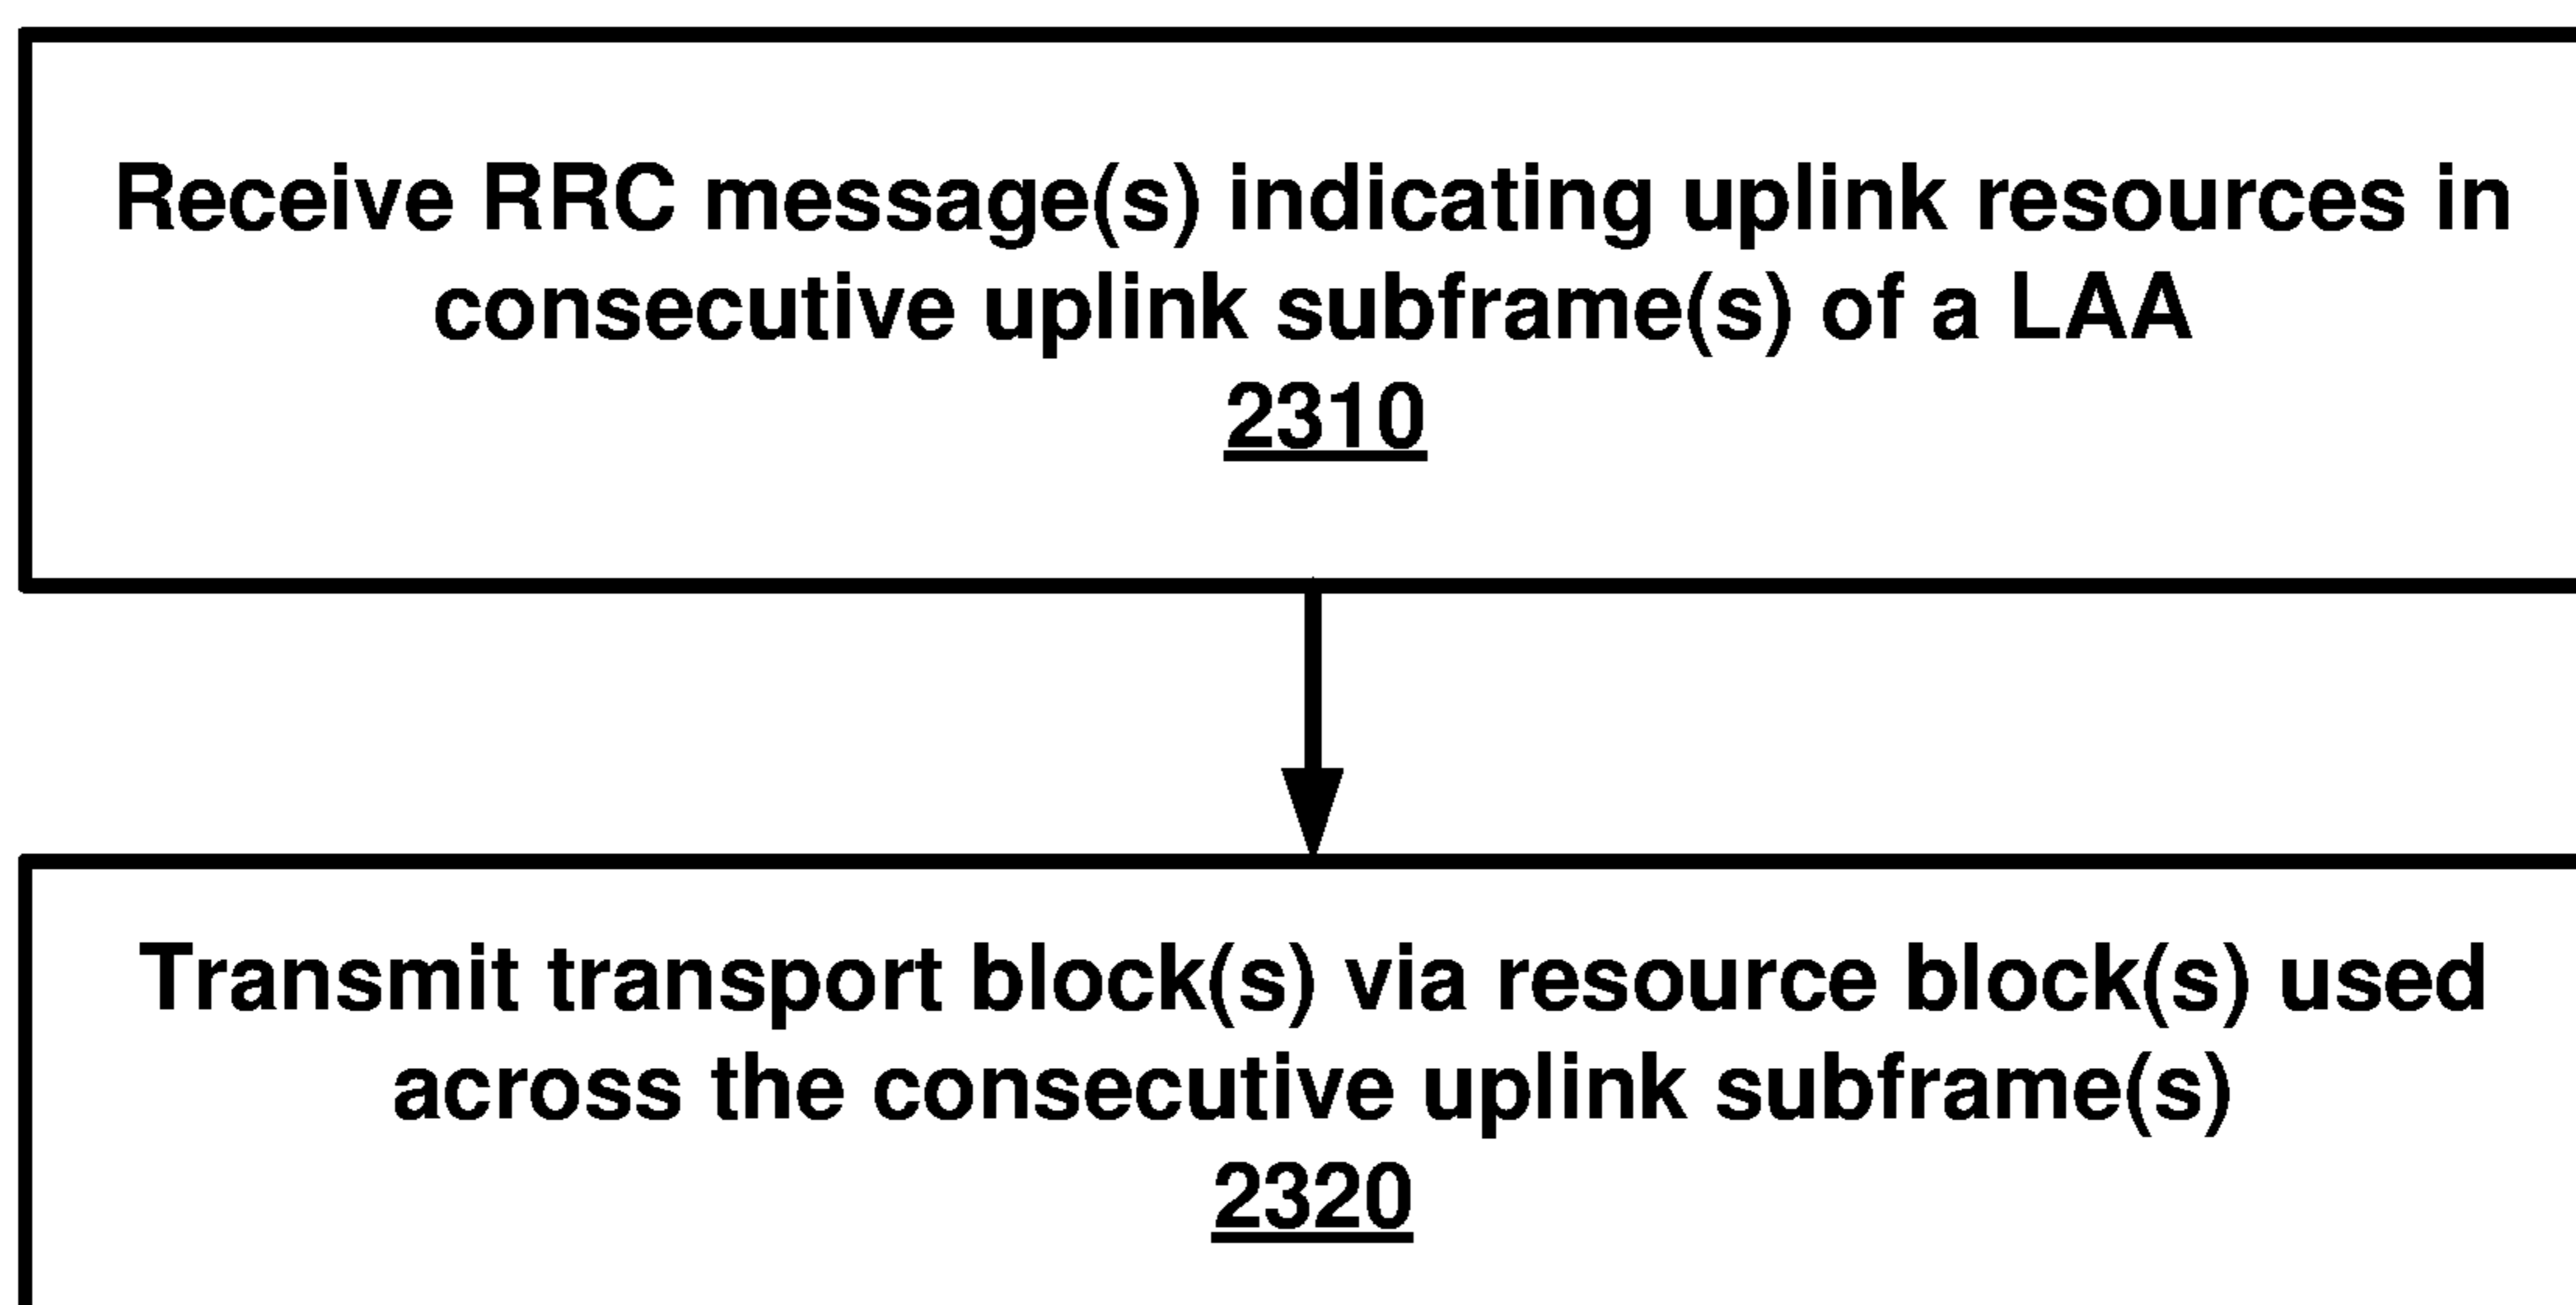 Receive RRC message(s) indicating uplink resources in
consecutive uplink subframe(s) of a LAA
2310
Transmit transport block(s) via resource block(s) used
across the consecutive uplink subframe(s)
2320